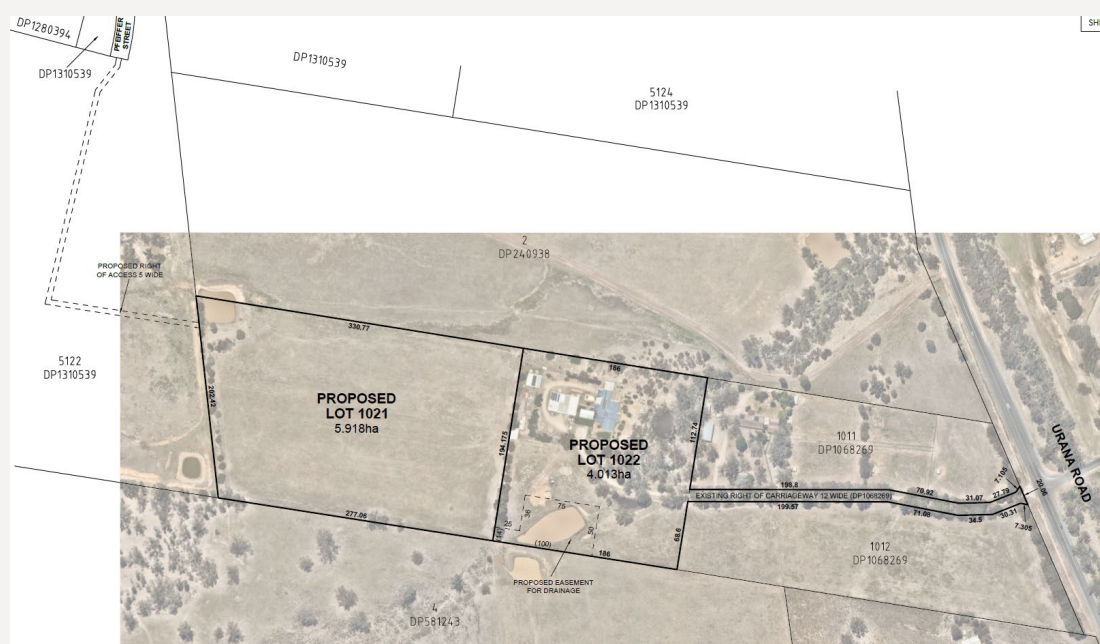 DP1280394
PFEIFFER
STREET
DP1310539
DP1310539
5124
DP1310539
2
DP240938
PROPOSED RIGHT
OF ACCESS 5 WIDE
5122
DP1310539
330.77
186
202.42
PROPOSED
LOT 1021
5.918ha
194.175
PROPOSED
LOT 1022
4.013ha
112.74
1011
DP1068269
URANA ROAD
7.105
20.06
198.8
70.92
31.07
27.79
EXISTING RIGHT OF CARRIAGEWAY 12 WIDE (DP1068269)
199.57
71.08
34.5
30.31
7.305
75
36
25
50
(14)
(100)
277.06
186
68.6
1012
DP1068269
PROPOSED EASEMENT
FOR DRAINAGE
4
DP581243